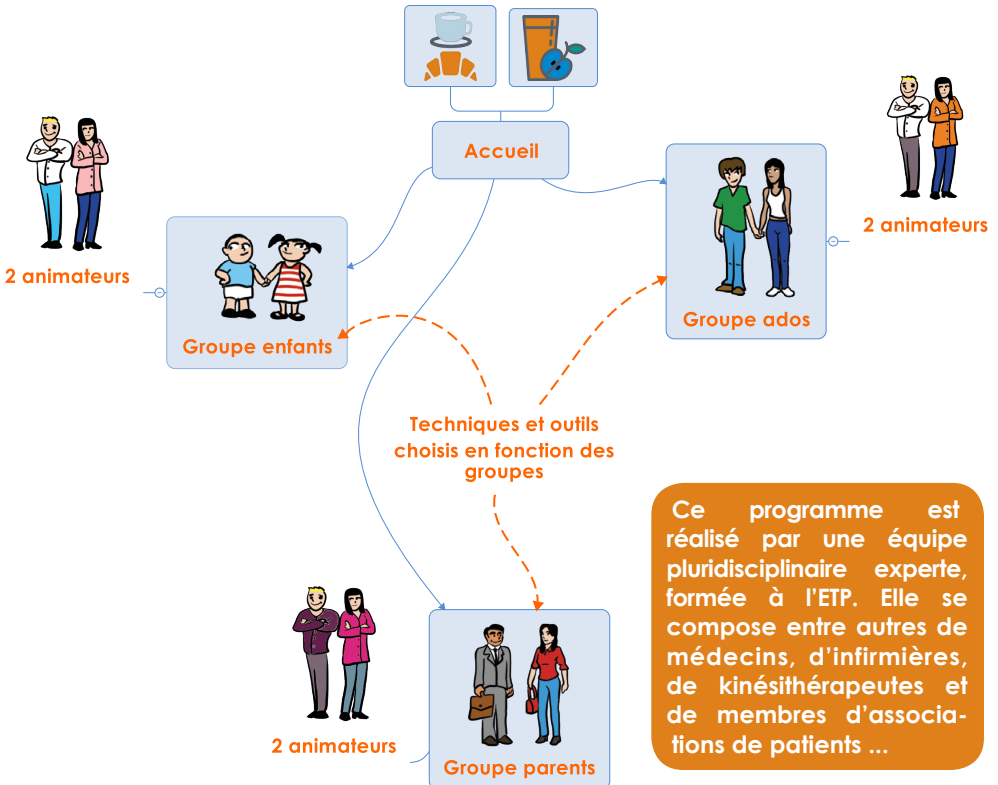 Accueil
2 animateurs
2 animateurs
Groupe enfants
Groupe ados
Techniques et outils
choisis en fonction des
groupes
Ce programme est
réalisé par une équipe
pluridisciplinaire experte,
formée à l’ETP. Elle se
compose entre autres de
médecins, d’infirmières,
de kinésithérapeutes et
de membres d’associa-
tions de patients ...
2 animateurs
Groupe parents